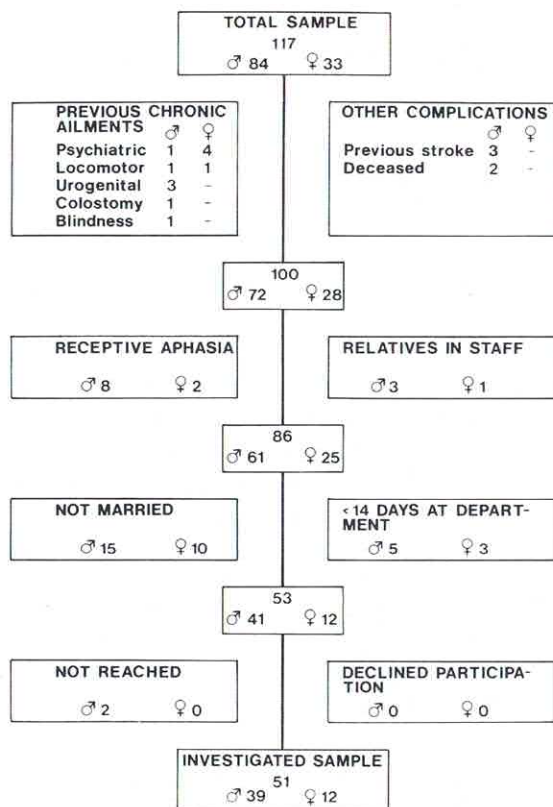 TOTAL SAMPLE
117
♂ 84 ♀ 33
PREVIOUS CHRONIC
AILMENTS ♂ ♀
Psychiatric 1 4
Locomotor 1 1
Urogenital 3 -
Colostomy 1 -
Blindness 1 -
OTHER COMPLICATIONS
♂ ♀
Previous stroke 3 -
Deceased 2 -
100
♂ 72 ♀ 28
RECEPTIVE APHASIA
♂ 8 ♀ 2
RELATIVES IN STAFF
♂ 3 ♀ 1
86
♂ 61 ♀ 25
NOT MARRIED
♂ 15 ♀ 10
<14 DAYS AT DEPART-
MENT
♂ 5 ♀ 3
53
♂ 41 ♀ 12
NOT REACHED
♂ 2 ♀ 0
DECLINED PARTICIPA-
TION
♂ 0 ♀ 0
INVESTIGATED SAMPLE
51
♂ 39 ♀ 12